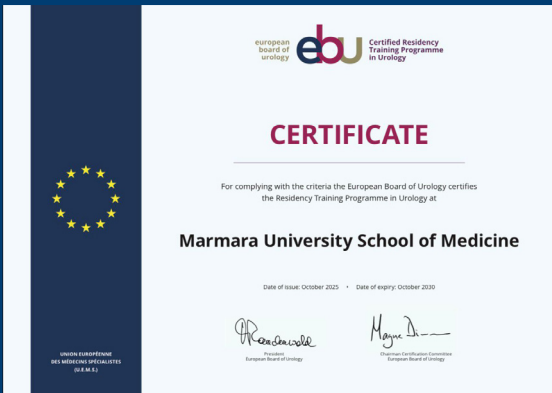 european
board of
urology
ebu
Certified Residency
Training Programme
in Urology
CERTIFICATE
For complying with the criteria the European Board of Urology certifies
the Residency Training Programme in Urology at
Marmara University School of Medicine
Date of issue: October 2025 • Date of expiry: October 2030
President
European Board of Urology
Chairman Certification Committee
European Board of Urology
UNION EUROPÉENNE
DES MÉDECINS SPÉCIALISTES
(U.E.M.S.)